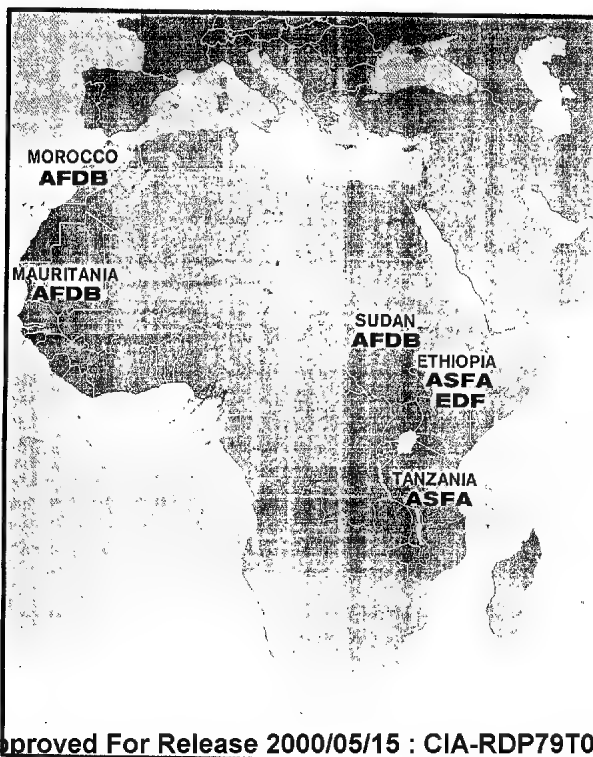 MOROCCO
AFDB
MAURITANIA
AFDB
SUDAN
AFDB
ETHIOPIA
ASFA
EDF
TANZANIA
ASFA
pproved For Release 2000/05/15 : CIA-RDP79T0